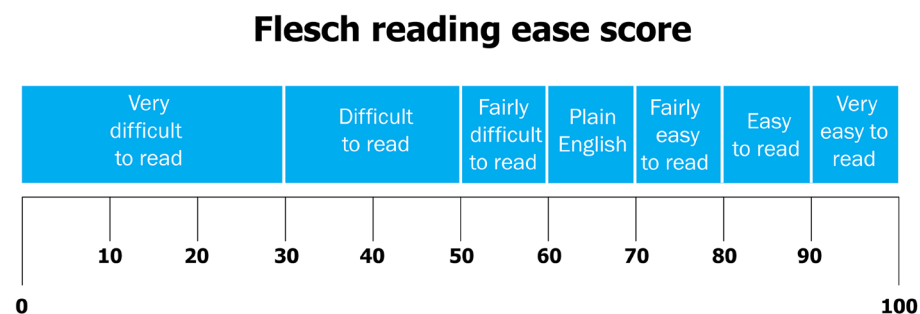 Flesch reading ease score
Very
difficult
to read
Difficult
to read
Fairly
difficult
to read
Plain
English
Fairly
easy
to read
Easy
to read
Very
easy to
read
10 20 30 40 50 60 70 80 90
0 100